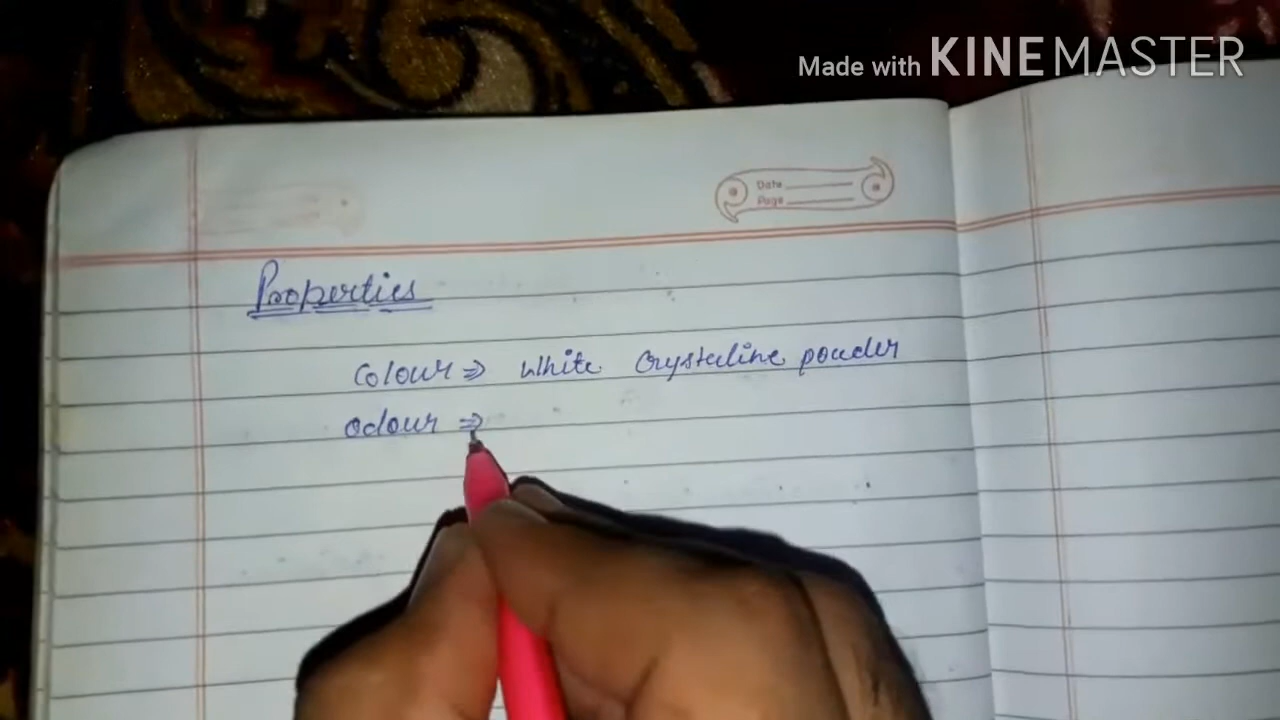 Made with KINEMASTER
Date
Page
Properties
Colour ⇒ White Crystaline powder
Odour ⇒